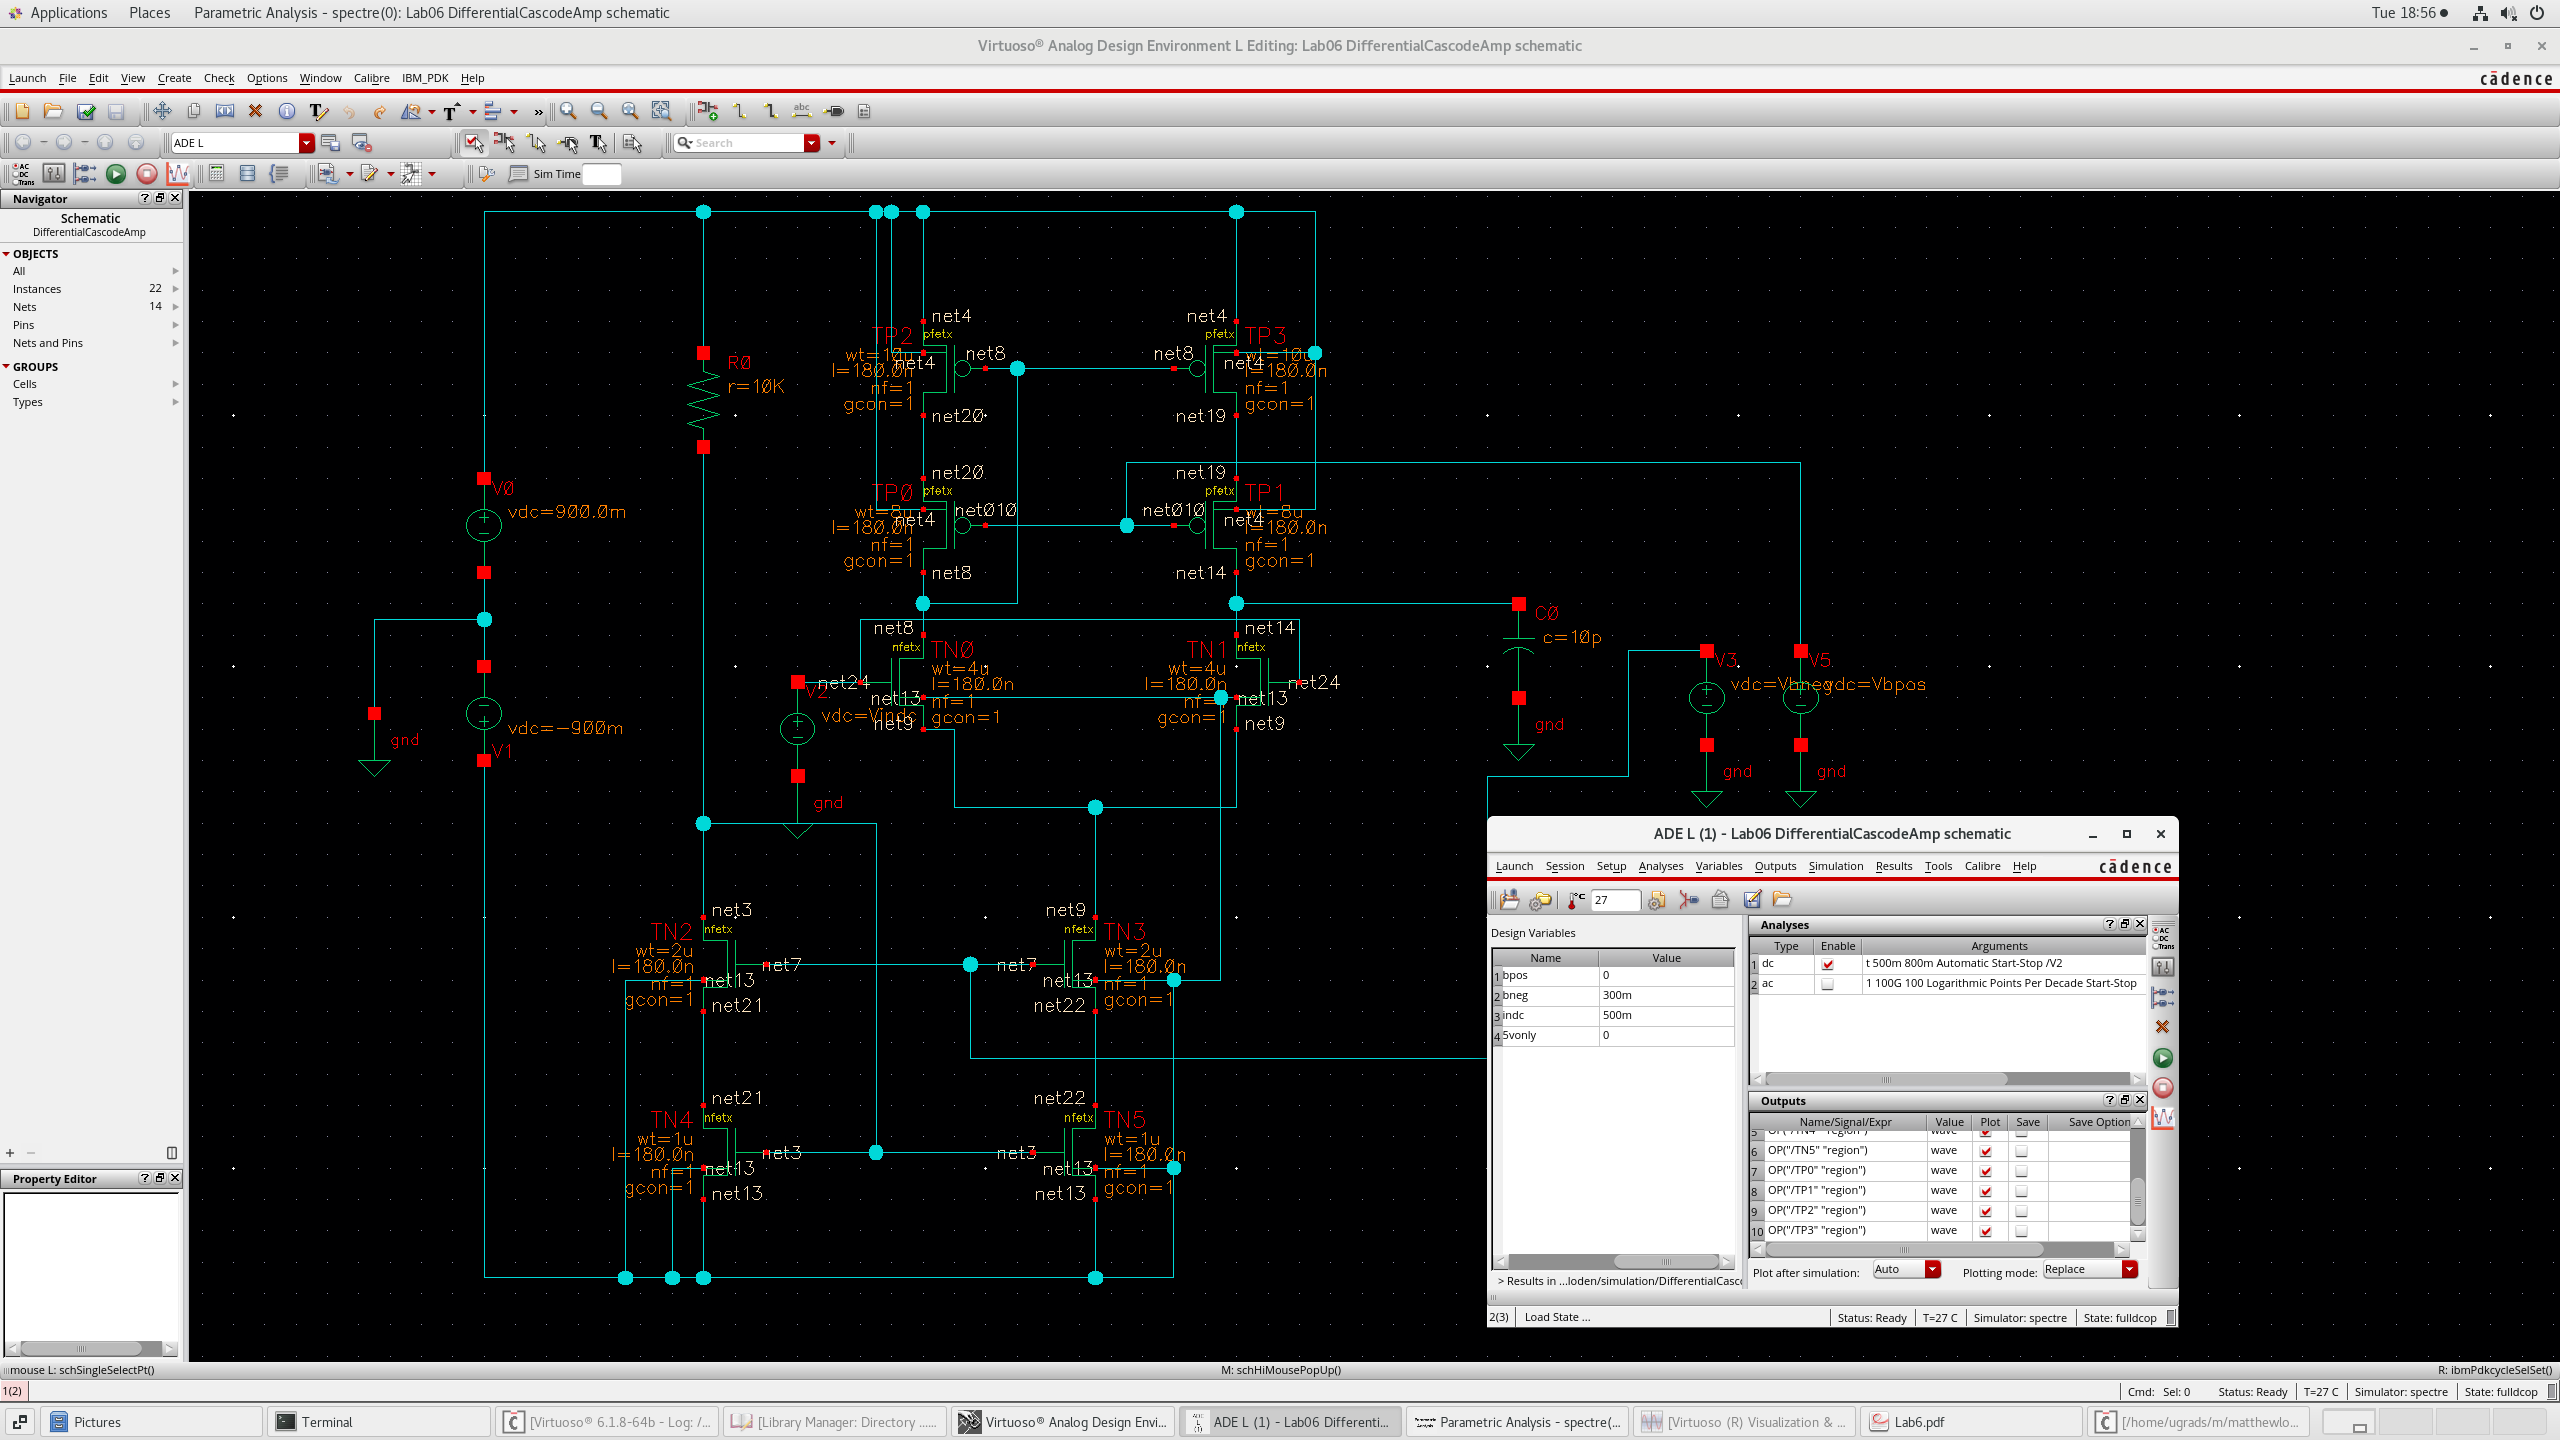 Applications Places Parametric Analysis - spectre(0): Lab06 DifferentialCascodeAmp schematic Tue 18:56
Virtuoso® Analog Design Environment L Editing: Lab06 DifferentialCascodeAmp schematic
Launch File Edit View Create Check Options Window Calibre IBM_PDK Help cādence
ADE L Search
AC DC Trans Sim Time
Navigator
Schematic
DifferentialCascodeAmp
OBJECTS
All
Instances 22
Nets 14
Pins
Nets and Pins
GROUPS
Cells
Types
Property Editor
net4 net4
TP2 pfetx pfetx TP3
wt=10u net8 net8 wt=10u
net4 net4
l=180.0n l=180.0n
nf=1 nf=1
gcon=1 gcon=1
net20 net19
R0
r=10K
net20 net19
TP0 pfetx pfetx TP1
wt=8u net010 net010 wt=8u
net4 net4
l=180.0n l=180.0n
nf=1 nf=1
gcon=1 gcon=1
net8 net14
V0
vdc=900.0m
vdc=-900m
V1
gnd
net8 net14
nfetx TN0 TN1 nfetx
wt=4u wt=4u
net24 l=180.0n l=180.0n net24
net13 nf=1 nf=1 net13
gcon=1 gcon=1
net9 net9
V2
vdc=Vindc
gnd
C0
c=10p
gnd
V3 V5
vdc=Vbneg vdc=Vbpos
gnd gnd
net3 net9
TN2 nfetx nfetx TN3
wt=2u net7 net7 wt=2u
l=180.0n l=180.0n
net13 net13
nf=1 nf=1
gcon=1 net21 net22 gcon=1
net21 net22
TN4 nfetx nfetx TN5
wt=1u net3 net3 wt=1u
l=180.0n l=180.0n
net13 net13
nf=1 nf=1
gcon=1 net13 net13 gcon=1
ADE L (1) - Lab06 DifferentialCascodeAmp schematic
Launch Session Setup Analyses Variables Outputs Simulation Results Tools Calibre Help cādence
27
Design Variables
Name Value
1 bpos 0
2 bneg 300m
3 indc 500m
4 5vonly 0
> Results in ...loden/simulation/DifferentialCasc
Analyses
Type Enable Arguments
1 dc t 500m 800m Automatic Start-Stop /V2
2 ac 1 100G 100 Logarithmic Points Per Decade Start-Stop
AC DC Trans
Outputs
Name/Signal/Expr Value Plot Save Save Option
5 OP("/TN4" "region") wave
6 OP("/TN5" "region") wave
7 OP("/TP0" "region") wave
8 OP("/TP1" "region") wave
9 OP("/TP2" "region") wave
10 OP("/TP3" "region") wave
Plot after simulation: Auto Plotting mode: Replace
2(3) Load State ... Status: Ready T=27 C Simulator: spectre State: fulldcop
mouse L: schSingleSelectPt() M: schHiMousePopUp() R: ibmPdkcycleSelSet()
1(2) Cmd: Sel: 0 Status: Ready T=27 C Simulator: spectre State: fulldcop
Pictures Terminal [Virtuoso® 6.1.8-64b - Log: /... [Library Manager: Directory ...... Virtuoso® Analog Design Envi... ADE L (1) - Lab06 Differenti... Parametric Analysis - spectre(... [Virtuoso (R) Visualization & ... Lab6.pdf [/home/ugrads/m/matthewlo...